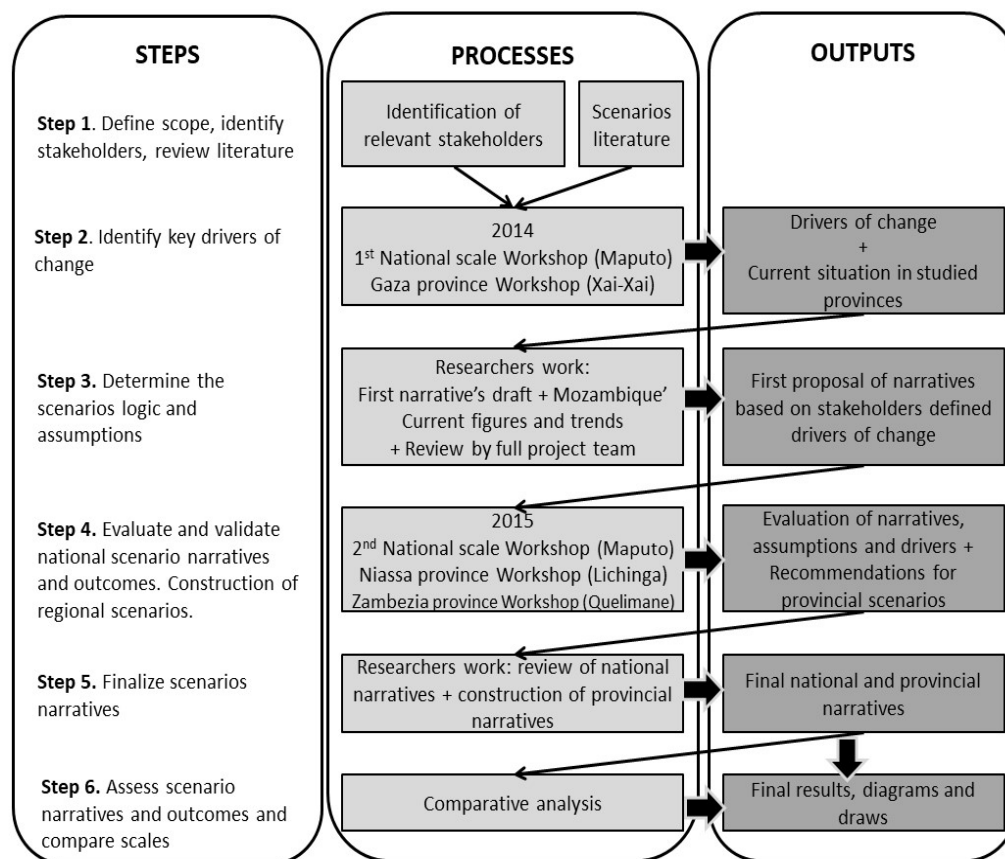 STEPS
Step 1. Define scope, identify
stakeholders, review literature
Step 2. Identify key drivers of
change
Step 3. Determine the
scenarios logic and
assumptions
Step 4. Evaluate and validate
national scenario narratives
and outcomes. Construction of
regional scenarios.
Step 5. Finalize scenarios
narratives
Step 6. Assess scenario
narratives and outcomes and
compare scales
PROCESSES
Identification of
relevant stakeholders
Scenarios
literature
2014
1st National scale Workshop (Maputo)
Gaza province Workshop (Xai-Xai)
Researchers work:
First narrative's draft + Mozambique'
Current figures and trends
+ Review by full project team
2015
2nd National scale Workshop (Maputo)
Niassa province Workshop (Lichinga)
Zambezia province Workshop (Quelimane)
Researchers work: review of national
narratives + construction of provincial
narratives
Comparative analysis
OUTPUTS
Drivers of change
+
Current situation in studied
provinces
First proposal of narratives
based on stakeholders defined
drivers of change
Evaluation of narratives,
assumptions and drivers +
Recommendations for
provincial scenarios
Final national and provincial
narratives
Final results, diagrams and
draws